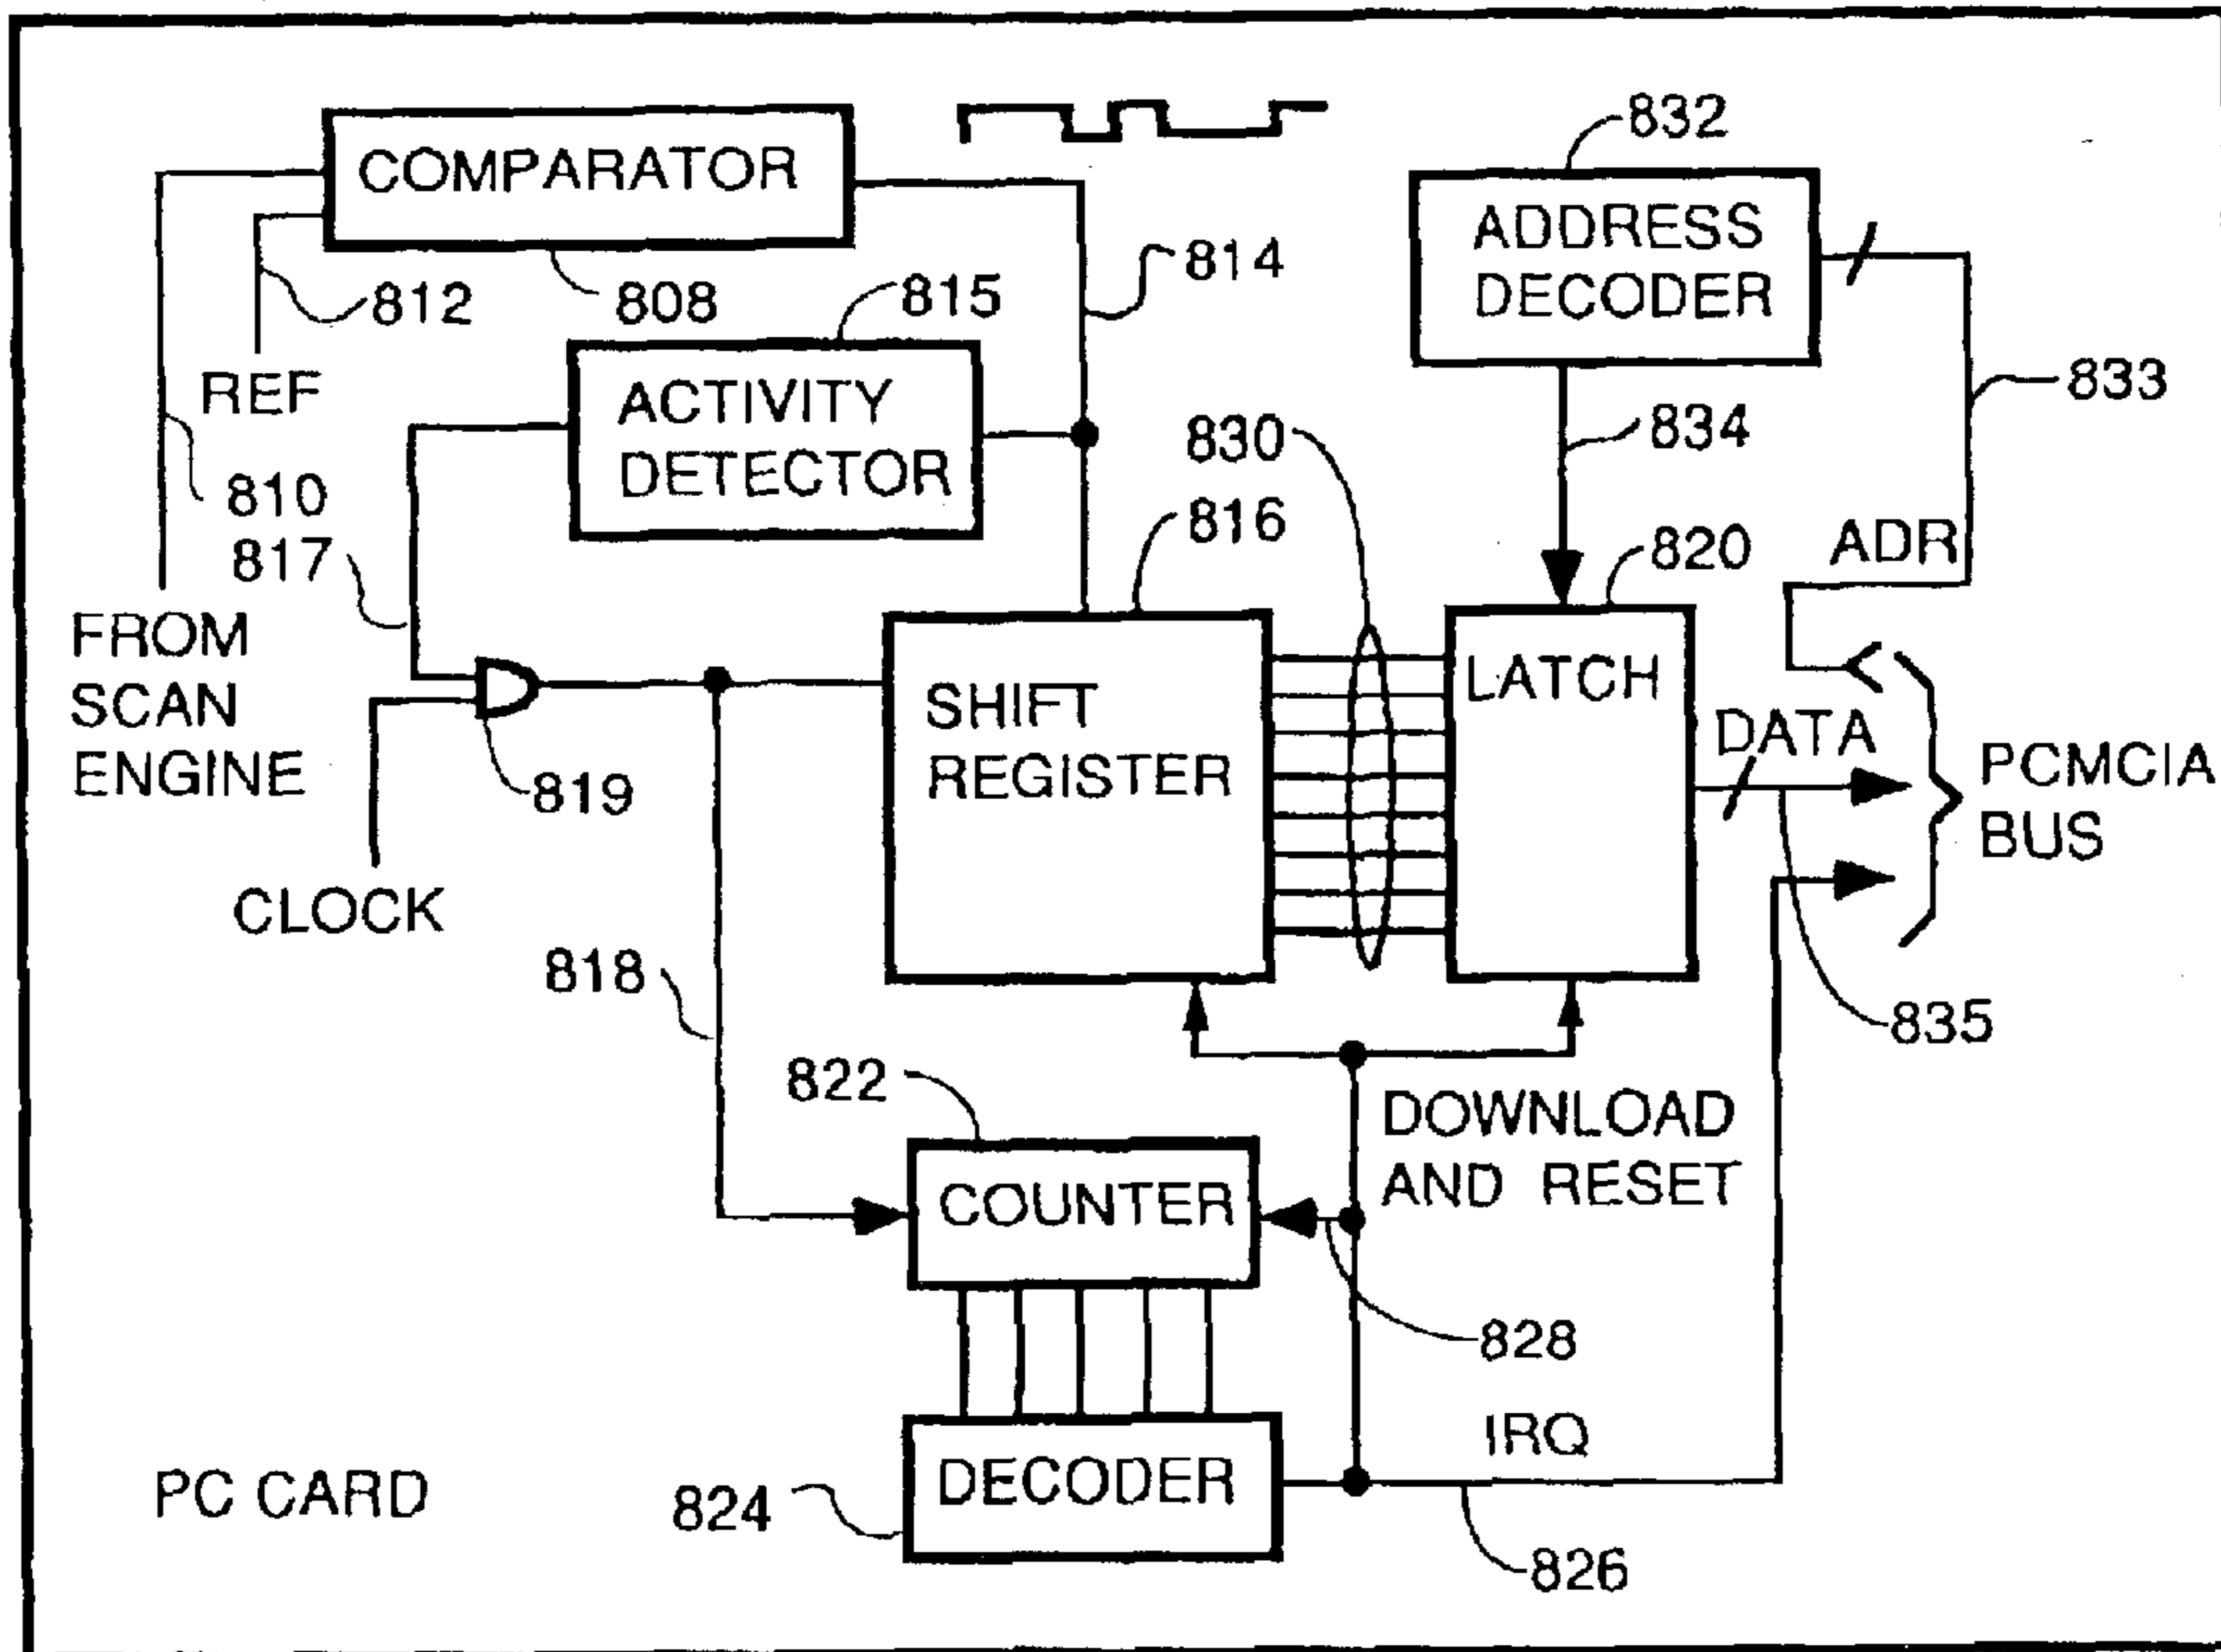 832
COMPARATOR
ADDRESS
DECODER
814
812
808
815
REF
833
ACTIVITY
DETECTOR
830
834
810
816
817
ADR
820
FROM
SCAN
ENGINE
SHIFT
REGISTER
LATCH
DATA
PCMCIA
BUS
819
CLOCK
818
835
822
DOWNLOAD
AND RESET
COUNTER
828
IRQ
DECODER
PC CARD
824
826